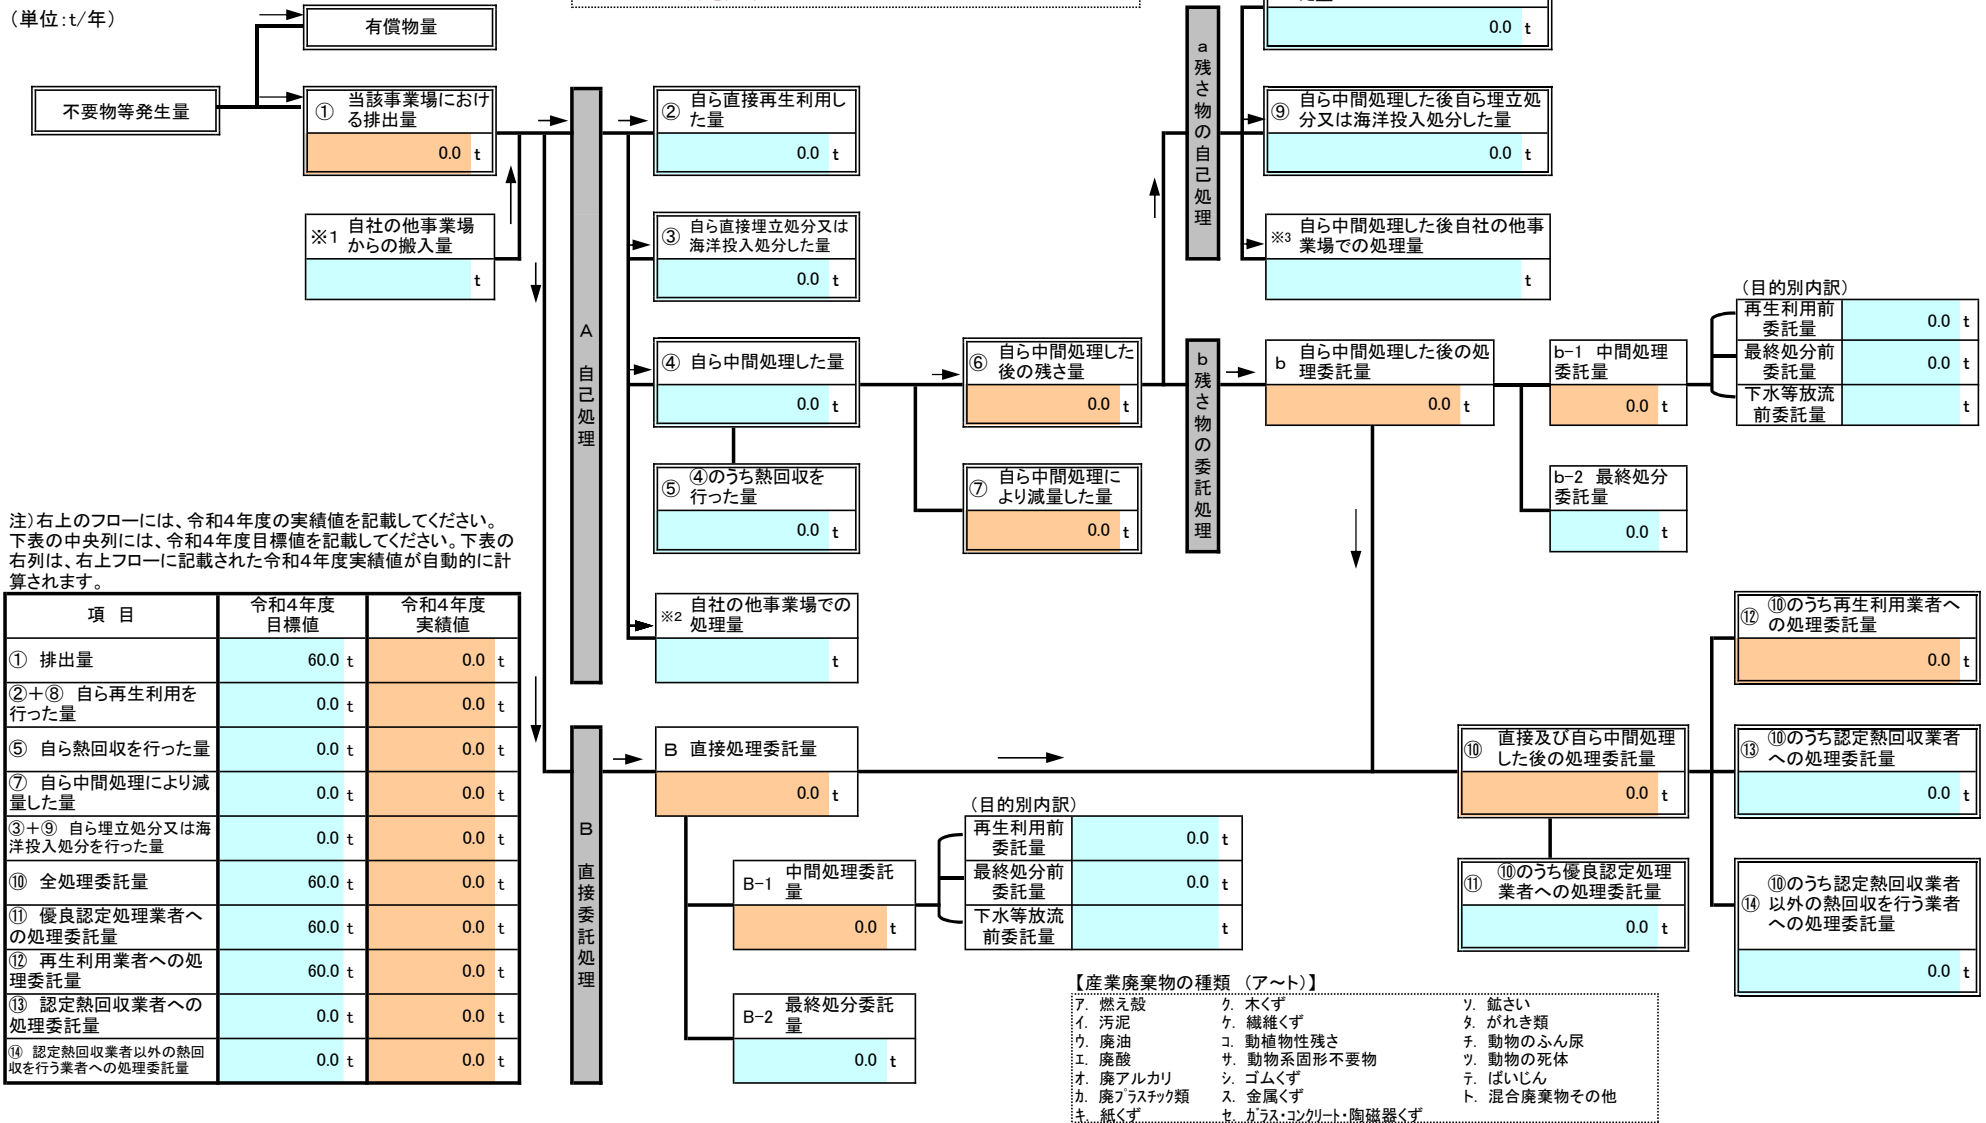 （単位：t/年）
有償物量
不要物等発生量
① 当該事業場におけ
る排出量
0.0 t
※1 自社の他事業場
からの搬入量
t
A 自己処理
② 自ら直接再生利用し
た量
0.0 t
③ 自ら直接埋立処分又は
海洋投入処分した量
0.0 t
④ 自ら中間処理した量
0.0 t
⑤ ④のうち熱回収を
行った量
0.0 t
※2 自社の他事業場での
処理量
t
⑥ 自ら中間処理した
後の残さ量
0.0 t
⑦ 自ら中間処理に
より減量した量
0.0 t
a 残さ物の自己処理
0.0 t
⑨ 自ら中間処理した後自ら埋立処
分又は海洋投入処分した量
0.0 t
※3 自ら中間処理した後自社の他事
業場での処理量
t
b 残さ物の委託処理
b 自ら中間処理した後の処
理委託量
0.0 t
b-1 中間処理
委託量
0.0 t
b-2 最終処分
委託量
0.0 t
（目的別内訳）
再生利用前
委託量 0.0 t
最終処分前
委託量 0.0 t
下水等放流
前委託量 t
注）右上のフローには、令和４年度の実績値を記載してください。
下表の中央列には、令和４年度目標値を記載してください。下表の
右列は、右上フローに記載された令和４年度実績値が自動的に計
算されます。
項 目 令和４年度
目標値 令和４年度
実績値
① 排出量 60.0 t 0.0 t
②＋⑧ 自ら再生利用を
行った量 0.0 t 0.0 t
⑤ 自ら熱回収を行った量 0.0 t 0.0 t
⑦ 自ら中間処理により減
量した量 0.0 t 0.0 t
③＋⑨ 自ら埋立処分又は海
洋投入処分を行った量 0.0 t 0.0 t
⑩ 全処理委託量 60.0 t 0.0 t
⑪ 優良認定処理業者へ
の処理委託量 60.0 t 0.0 t
⑫ 再生利用業者への処
理委託量 60.0 t 0.0 t
⑬ 認定熱回収業者への
処理委託量 0.0 t 0.0 t
⑭ 認定熱回収業者以外の熱回
収を行う業者への処理委託量 0.0 t 0.0 t
B 直接委託処理
B 直接処理委託量
0.0 t
B-1 中間処理委託
量
0.0 t
B-2 最終処分委託
量
0.0 t
（目的別内訳）
再生利用前
委託量 0.0 t
最終処分前
委託量 0.0 t
下水等放流
前委託量 t
⑩ 直接及び自ら中間処理
した後の処理委託量
0.0 t
⑪ ⑩のうち優良認定処理
業者への処理委託量
0.0 t
⑫ ⑩のうち再生利用業者へ
の処理委託量
0.0 t
⑬ ⑩のうち認定熱回収業者
への処理委託量
0.0 t
⑭ ⑩のうち認定熱回収業者
以外の熱回収を行う業者
への処理委託量
0.0 t
【産業廃棄物の種類 （ア～ト）】
ア. 燃え殻 ク. 木くず ソ. 鉱さい
イ. 汚泥 ケ. 繊維くず タ. がれき類
ウ. 廃油 コ. 動植物性残さ チ. 動物のふん尿
エ. 廃酸 サ. 動物系固形不要物 ツ. 動物の死体
オ. 廃アルカリ シ. ゴムくず テ. ばいじん
カ. 廃プラスチック類 ス. 金属くず ト. 混合廃棄物その他
キ. 紙くず セ. ガラス・コンクリート・陶磁器くず